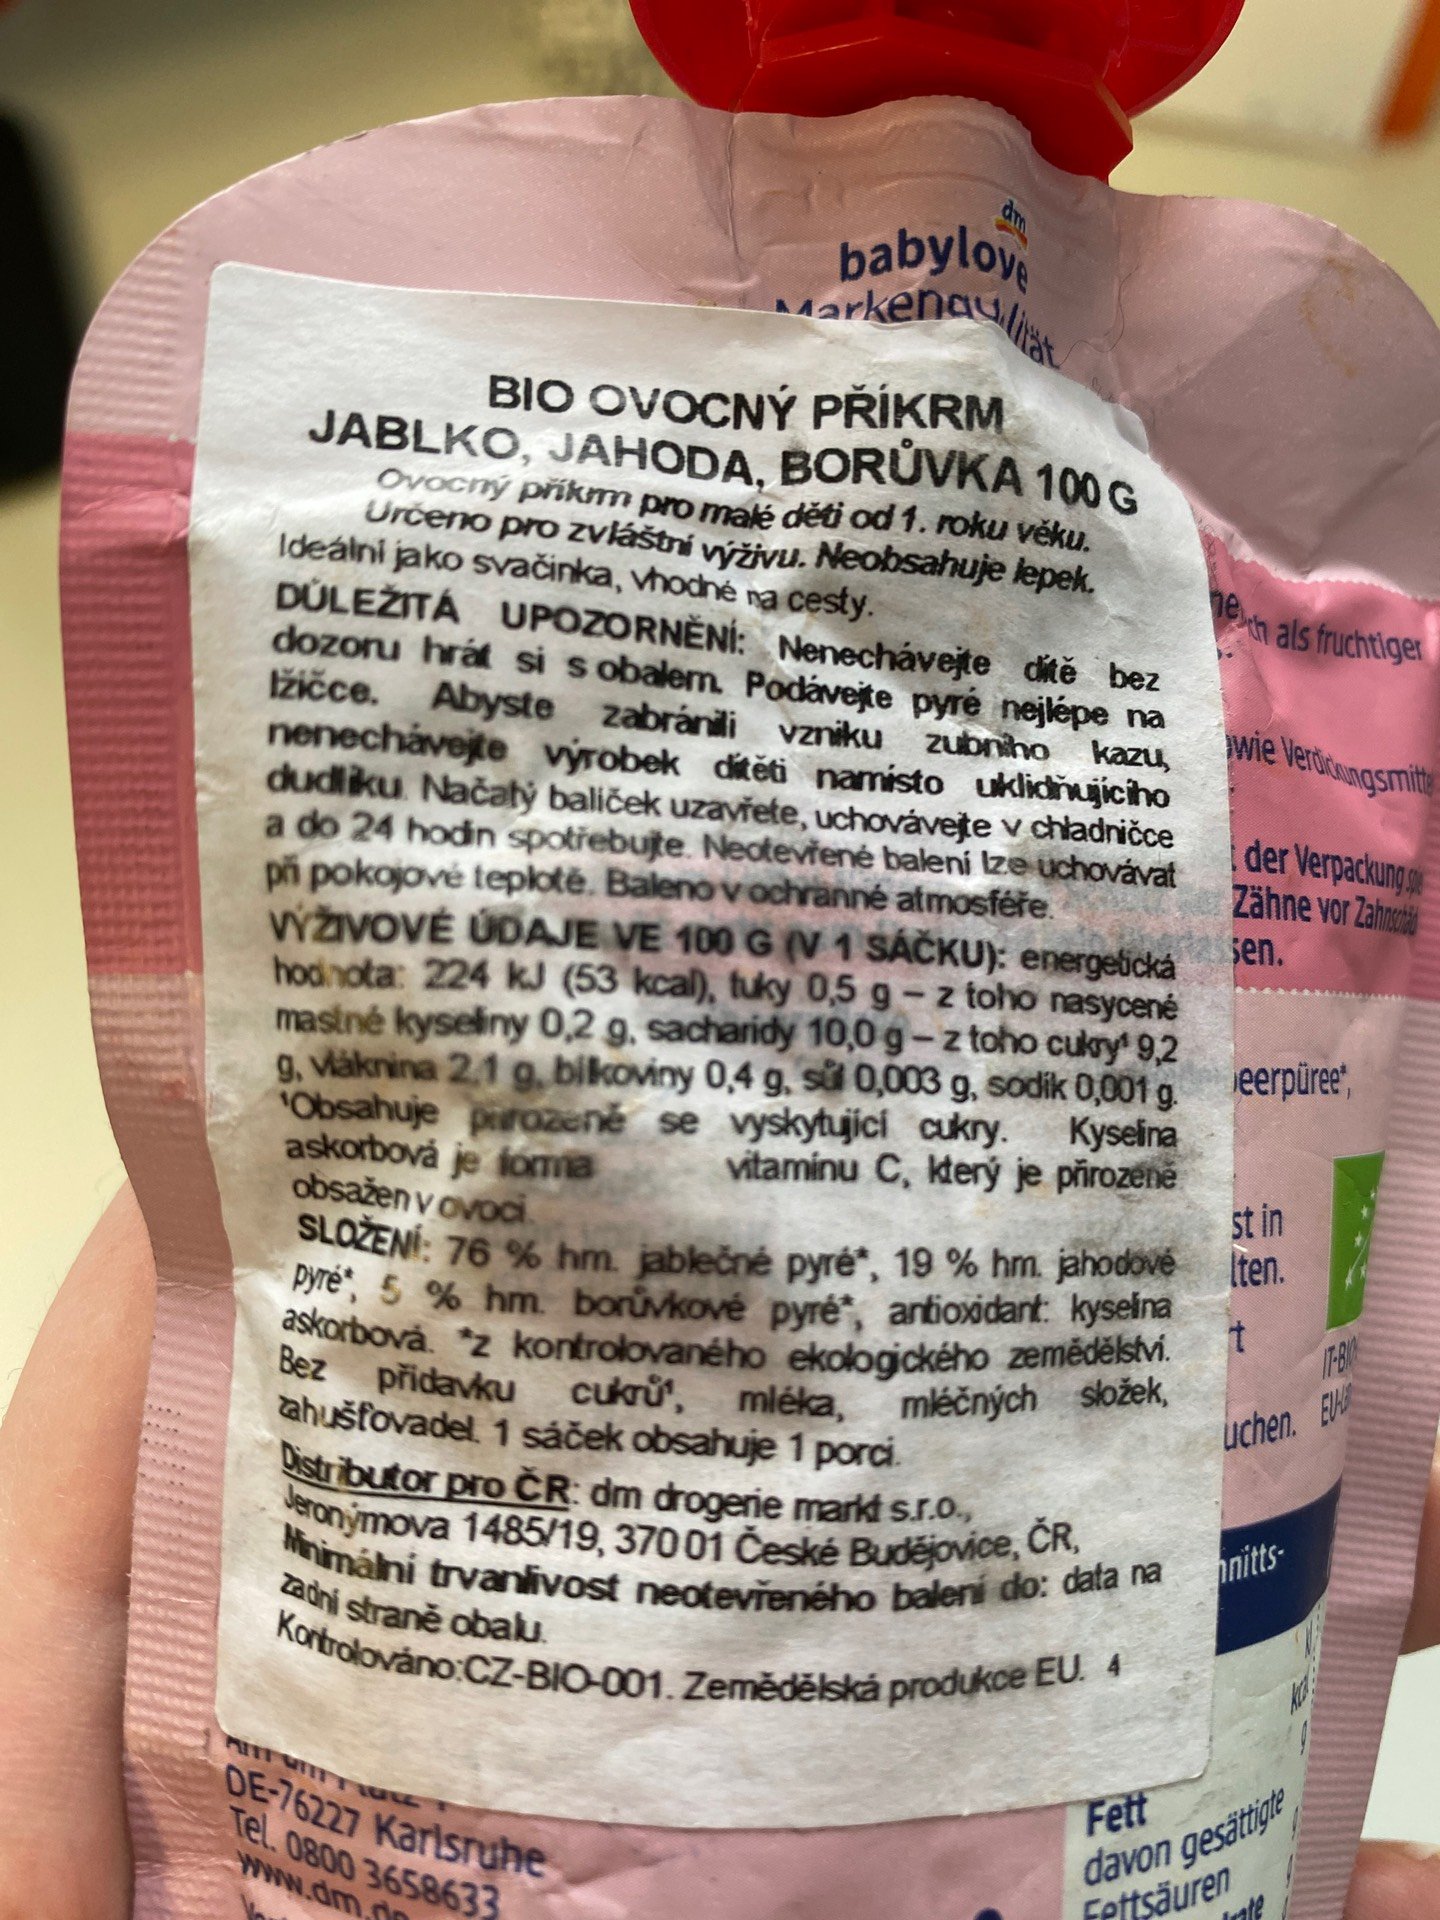 dm
babylove
Markenqualität
BIO OVOCNÝ PŘÍKRM
JABLKO, JAHODA, BORŮVKA 100 G
Ovocný příkrm pro malé děti od 1. roku věku.
Určeno pro zvláštní výživu. Neobsahuje lepek.
Ideální jako svačinka, vhodné na cesty.
DŮLEŽITÁ UPOZORNĚNÍ: Nenechávejte dítě bez
dozoru hrát si s obalem. Podávejte pyré nejlépe na
lžičce. Abyste zabránili vzniku zubního kazu,
nenechávejte výrobek dítěti namísto uklidňujícího
dudlíku. Načatý balíček uzavřete, uchovávejte v chladničce
a do 24 hodin spotřebujte. Neotevřené balení lze uchovávat
při pokojové teplotě. Baleno v ochranné atmosféře.
VÝŽIVOVÉ ÚDAJE VE 100 G (V 1 SÁČKU): energetická
hodnota: 224 kJ (53 kcal), tuky 0,5 g – z toho nasycené
mastné kyseliny 0,2 g, sacharidy 10,0 g – z toho cukry¹ 9,2
g, vláknina 2,1 g, bílkoviny 0,4 g, sůl 0,003 g, sodík 0,001 g.
¹Obsahuje přirozeně se vyskytující cukry. Kyselina
askorbová je forma vitamínu C, který je přirozeně
obsažen v ovoci.
SLOŽENÍ: 76 % hm. jablečné pyré*, 19 % hm. jahodové
pyré*, 5 % hm. borůvkové pyré*, antioxidant: kyselina
askorbová. *z kontrolovaného ekologického zemědělství.
Bez přídavku cukrů¹, mléka, mléčných složek,
zahušťovadel. 1 sáček obsahuje 1 porci.
Distributor pro ČR: dm drogerie markt s.r.o.,
Jeronýmova 1485/19, 370 01 České Budějovice, ČR,
Minimální trvanlivost neotevřeného balení do: data na
zadní straně obalu.
Kontrolováno:CZ-BIO-001. Zemědělská produkce EU. 4
als fruchtiger
Verdickungsmitte
der Verpackung
Zähne vor Zahnschäd
sen.
eerpüree*,
st in
lten.
rt
uchen.
IT-BIO
EU-La
hnitts-
kcal
g
DE-76227 Karlsruhe
Tel. 0800 3658633
www.dm.de
Fett
davon gesättigte
Fettsäuren